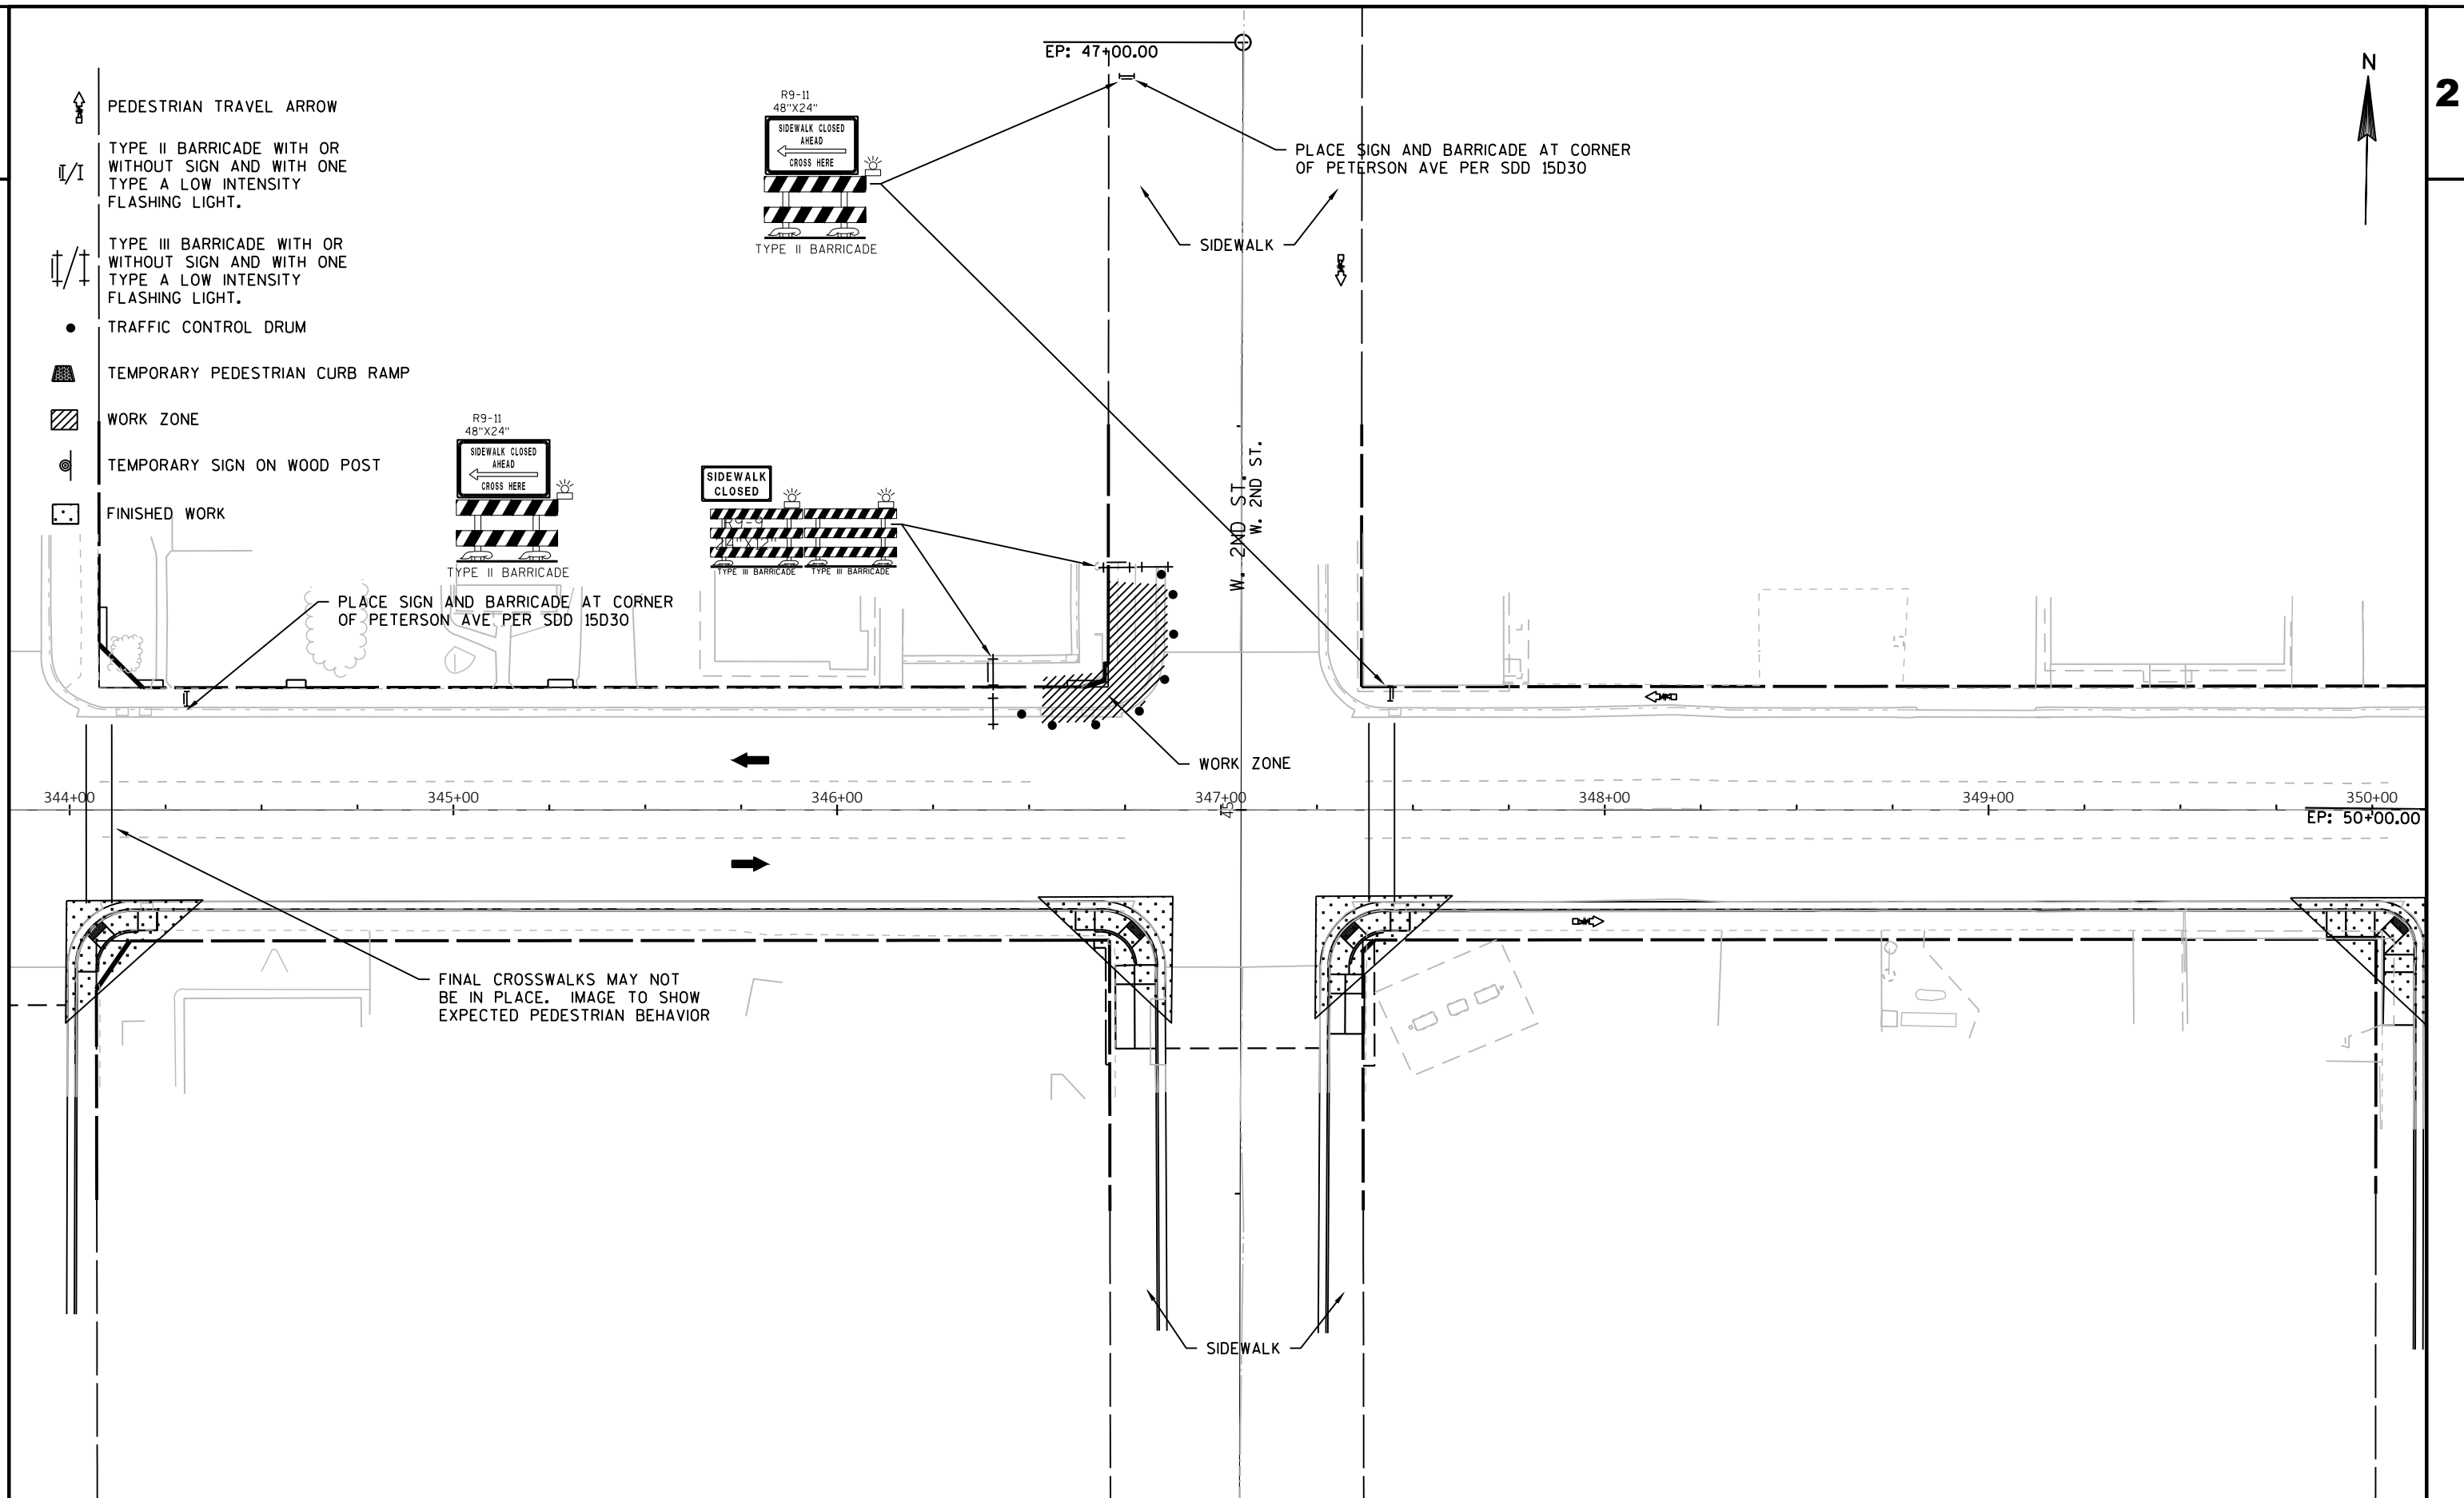 EP: 47+00.00
N
2
PEDESTRIAN TRAVEL ARROW
TYPE II BARRICADE WITH OR
WITHOUT SIGN AND WITH ONE
TYPE A LOW INTENSITY
FLASHING LIGHT.
TYPE III BARRICADE WITH OR
WITHOUT SIGN AND WITH ONE
TYPE A LOW INTENSITY
FLASHING LIGHT.
TRAFFIC CONTROL DRUM
TEMPORARY PEDESTRIAN CURB RAMP
WORK ZONE
TEMPORARY SIGN ON WOOD POST
FINISHED WORK
R9-11
48"X24"
SIDEWALK CLOSED
AHEAD
CROSS HERE
TYPE II BARRICADE
PLACE SIGN AND BARRICADE AT CORNER
OF PETERSON AVE PER SDD 15D30
SIDEWALK
R9-11
48"X24"
SIDEWALK CLOSED
AHEAD
CROSS HERE
TYPE II BARRICADE
SIDEWALK
CLOSED
R9-9
24"X12"
TYPE III BARRICADE
TYPE III BARRICADE
W. 2ND ST.
W. 2ND ST.
PLACE SIGN AND BARRICADE AT CORNER
OF PETERSON AVE PER SDD 15D30
WORK ZONE
344+00
345+00
346+00
347+00
348+00
349+00
350+00
45
EP: 50+00.00
FINAL CROSSWALKS MAY NOT
BE IN PLACE. IMAGE TO SHOW
EXPECTED PEDESTRIAN BEHAVIOR
SIDEWALK